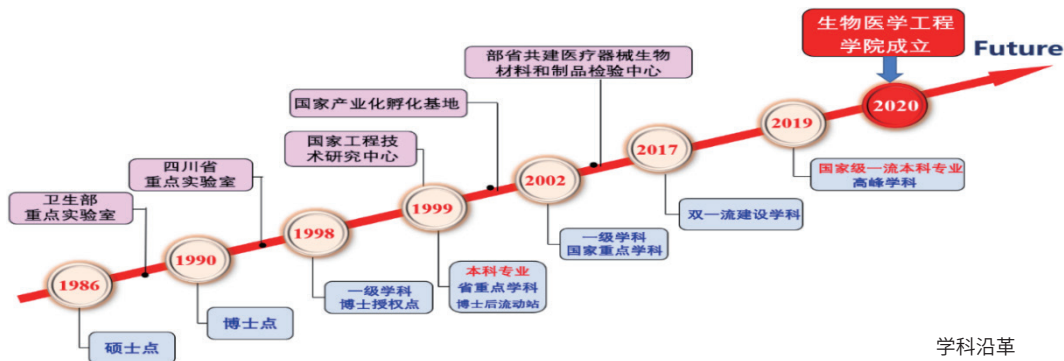 生物医学工程
学院成立
Future
部省共建医疗器械生物
材料和制品检验中心
国家产业化孵化基地
国家工程技
术研究中心
四川省
重点实验室
卫生部
重点实验室
1986
1990
1998
1999
2002
2017
2019
2020
硕士点
博士点
一级学科
博士授权点
本科专业
省重点学科
博士后流动站
一级学科
国家重点学科
双一流建设学科
国家级一流本科专业
高峰学科
学科沿革